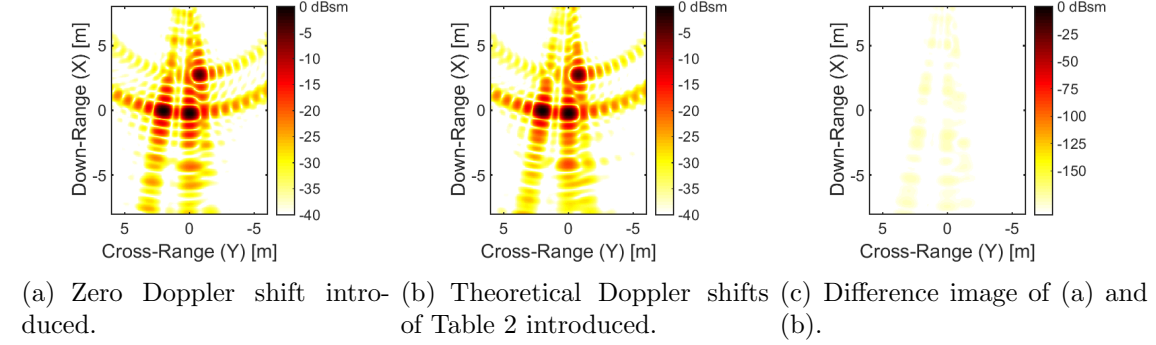 0 dBsm
-5
-10
-15
-20
-25
-30
-35
-40
5
0
-5
Down-Range (X) [m]
5 0 -5
Cross-Range (Y) [m]
0 dBsm
-5
-10
-15
-20
-25
-30
-35
-40
5
0
-5
Down-Range (X) [m]
5 0 -5
Cross-Range (Y) [m]
0 dBsm
-25
-50
-75
-100
-125
-150
5
0
-5
Down-Range (X) [m]
5 0 -5
Cross-Range (Y) [m]
(a) Zero Doppler shift intro-
duced.
(b) Theoretical Doppler shifts
of Table 2 introduced.
(c) Difference image of (a) and
(b).